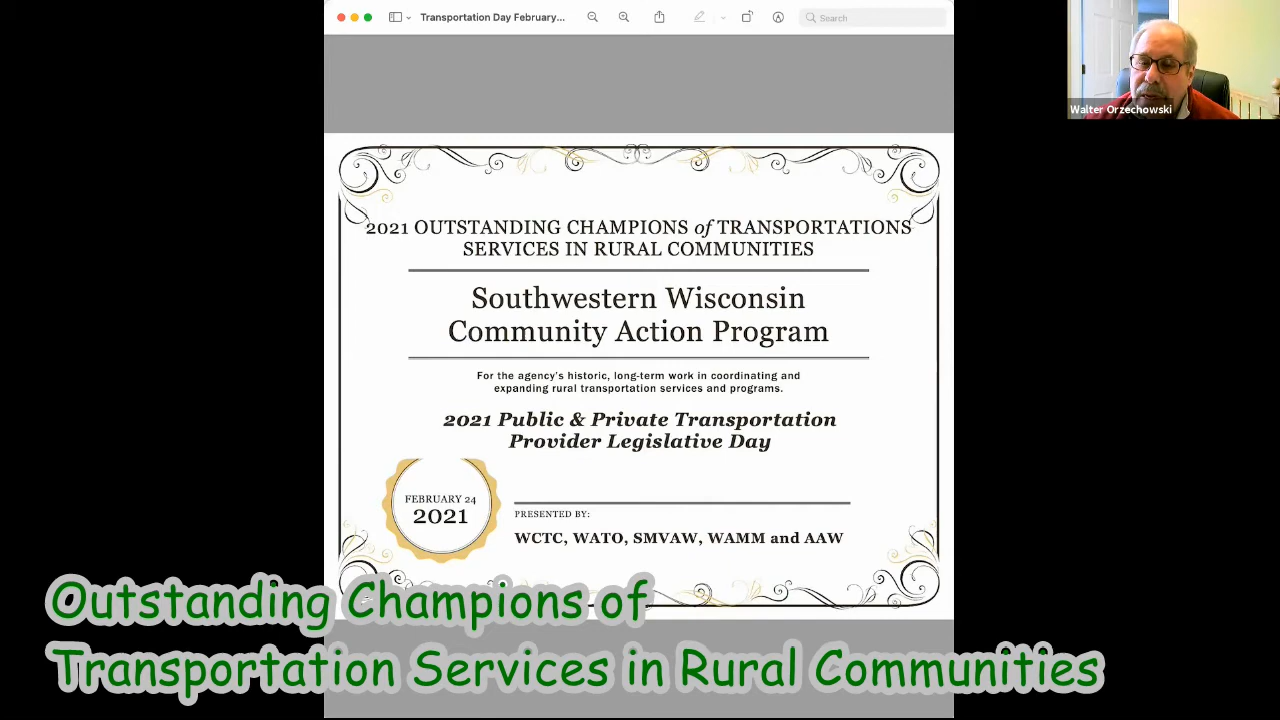 Transportation Day February...
Search
Walter Orzechowski
2021 OUTSTANDING CHAMPIONS of TRANSPORTATIONS
SERVICES IN RURAL COMMUNITIES
Southwestern Wisconsin
Community Action Program
For the agency's historic, long-term work in coordinating and
expanding rural transportation services and programs.
2021 Public & Private Transportation
Provider Legislative Day
FEBRUARY 24
2021
PRESENTED BY:
WCTC, WATO, SMVAW, WAMM and AAW
Outstanding Champions of
Transportation Services in Rural Communities